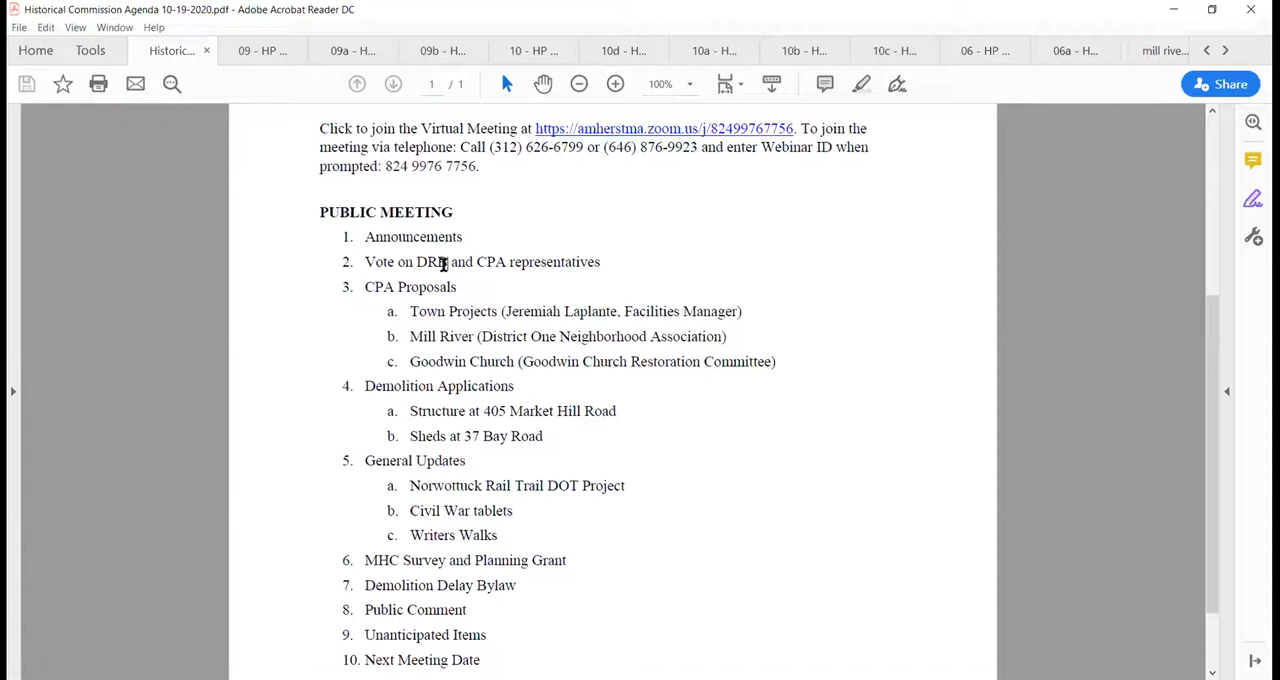 Historical Commission Agenda 10-19-2020.pdf - Adobe Acrobat Reader DC
File Edit View Window Help
Home Tools Historic... × 09 - HP ... 09a - H... 09b - H... 10 - HP ... 10d - H... 10a - H... 10b - H... 10c - H... 06 - HP ... 06a - H... mill rive...
1 / 1 100% Share
Click to join the Virtual Meeting at https://amherstma.zoom.us/j/82499767756. To join the
meeting via telephone: Call (312) 626-6799 or (646) 876-9923 and enter Webinar ID when
prompted: 824 9976 7756.
PUBLIC MEETING
1. Announcements
2. Vote on and CPA representatives
3. CPA Proposals
a. Town Projects (Jeremiah Laplante, Facilities Manager)
b. Mill River (District One Neighborhood Association)
c. Goodwin Church (Goodwin Church Restoration Committee)
4. Demolition Applications
a. Structure at 405 Market Hill Road
b. Sheds at 37 Bay Road
5. General Updates
a. Norwottuck Rail Trail DOT Project
b. Civil War tablets
c. Writers Walks
6. MHC Survey and Planning Grant
7. Demolition Delay Bylaw
8. Public Comment
9. Unanticipated Items
10. Next Meeting Date